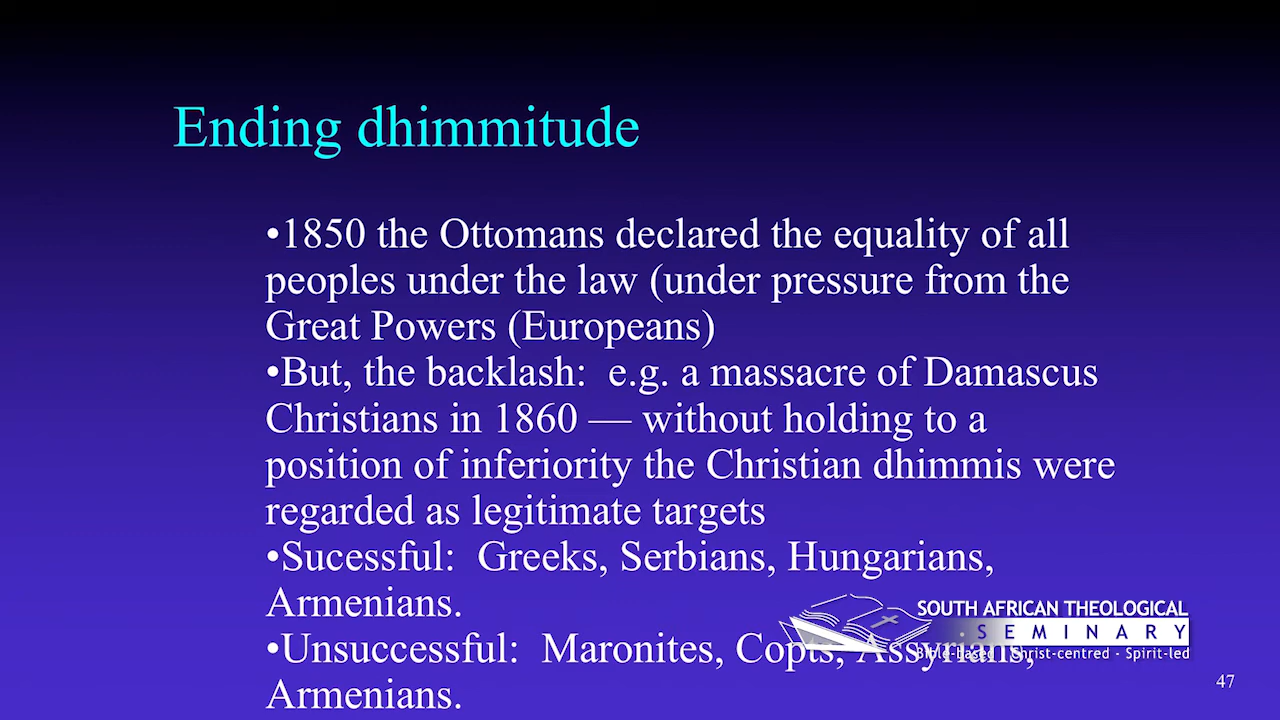 Ending dhimmitude
•1850 the Ottomans declared the equality of all
peoples under the law (under pressure from the
Great Powers (Europeans)
•But, the backlash:  e.g. a massacre of Damascus
Christians in 1860 — without holding to a
position of inferiority the Christian dhimmis were
regarded as legitimate targets
•Sucessful:  Greeks, Serbians, Hungarians,
Armenians.
•Unsuccessful:  Maronites, Copts, Assyrians,
Armenians.
SOUTH AFRICAN THEOLOGICAL
SEMINARY
Bible-based · Christ-centred - Spirit-led
47